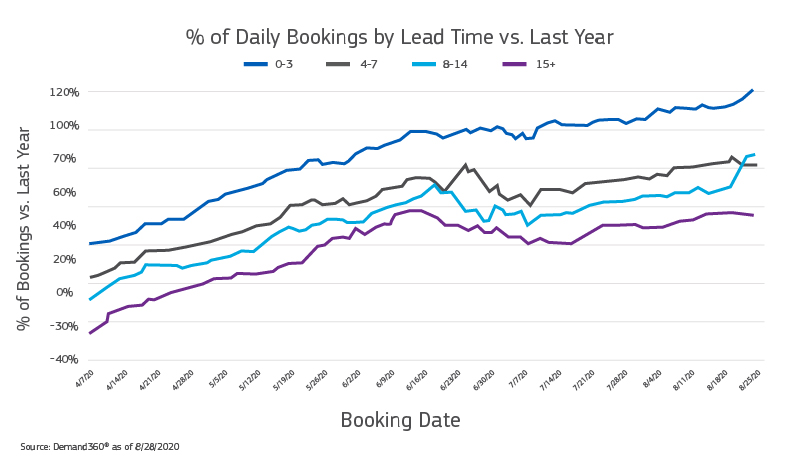 % of Daily Bookings by Lead Time vs. Last Year
0-3 4-7 8-14 15+
% of Bookings vs. Last Year
120%
100%
70%
60%
40%
20%
0%
-30%
-40%
4/7/20 4/14/20 4/21/20 4/28/20 5/5/20 5/12/20 5/19/20 5/26/20 6/2/20 6/9/20 6/16/20 6/23/20 6/30/20 7/7/20 7/14/20 7/21/20 7/28/20 8/4/20 8/11/20 8/18/20 8/25/20
Booking Date
Source: Demand360® as of 8/28/2020